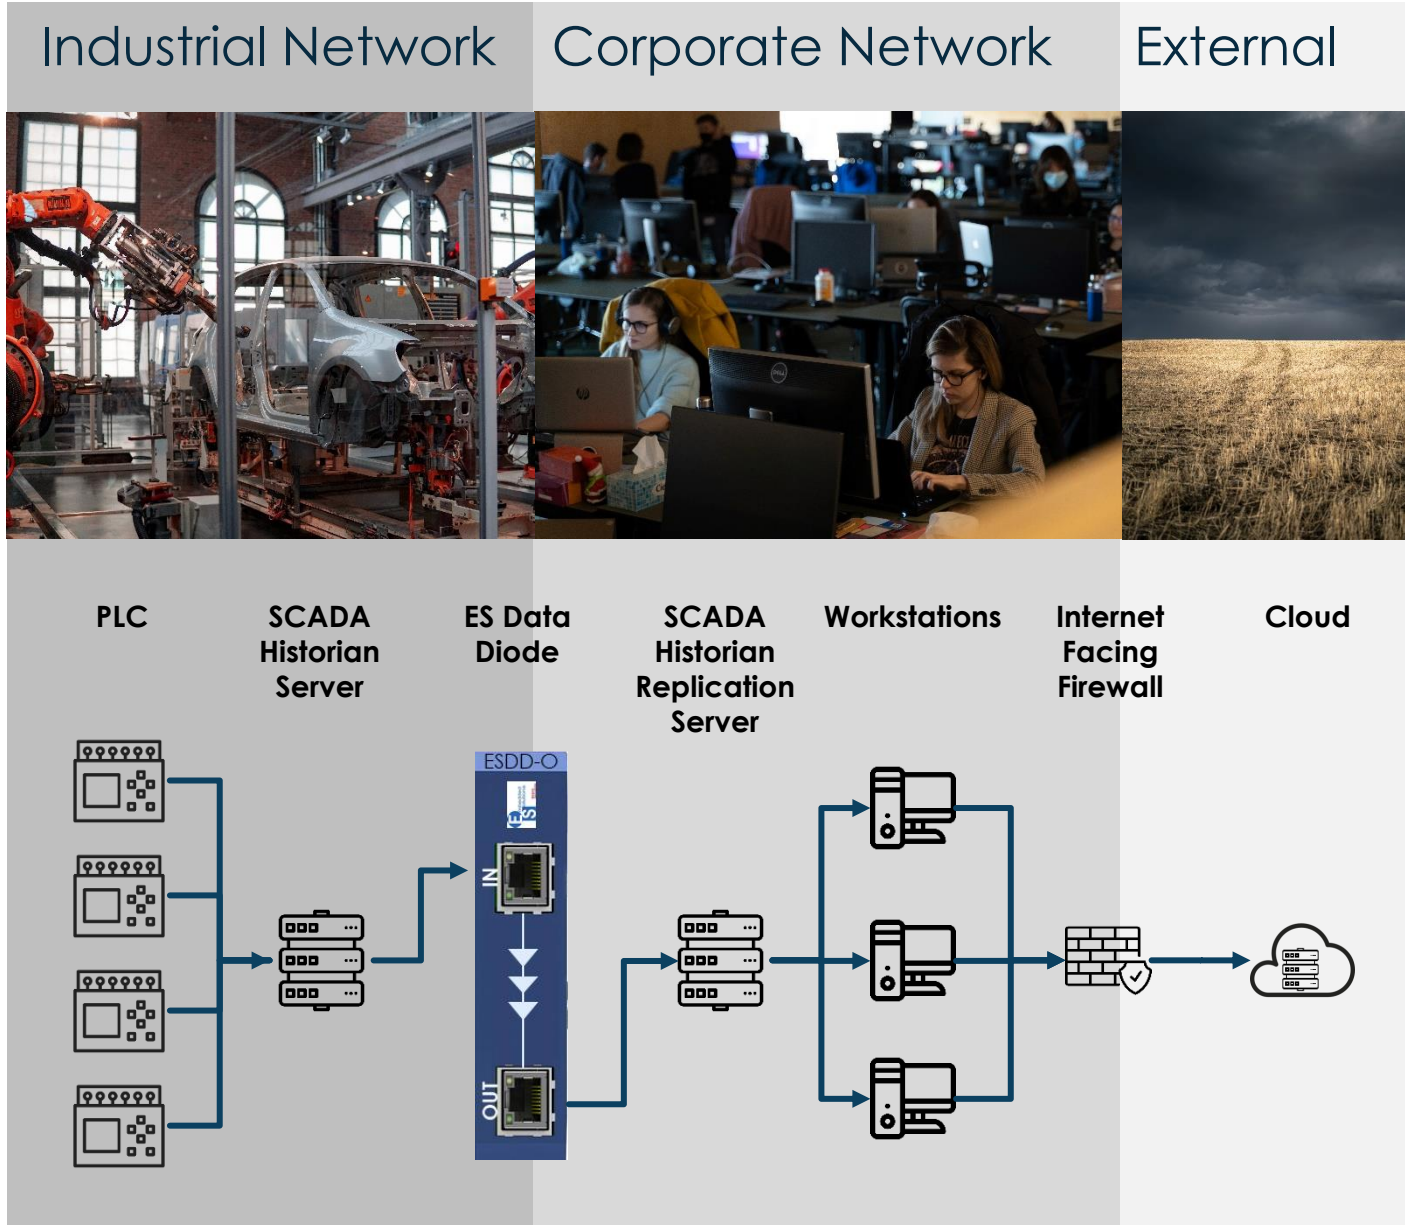 Industrial Network
Corporate Network
External
PLC
SCADA
Historian
Server
ES Data
Diode
SCADA
Historian
Replication
Server
Workstations
Internet
Facing
Firewall
Cloud
ESDD-O
ES
IN
OUT